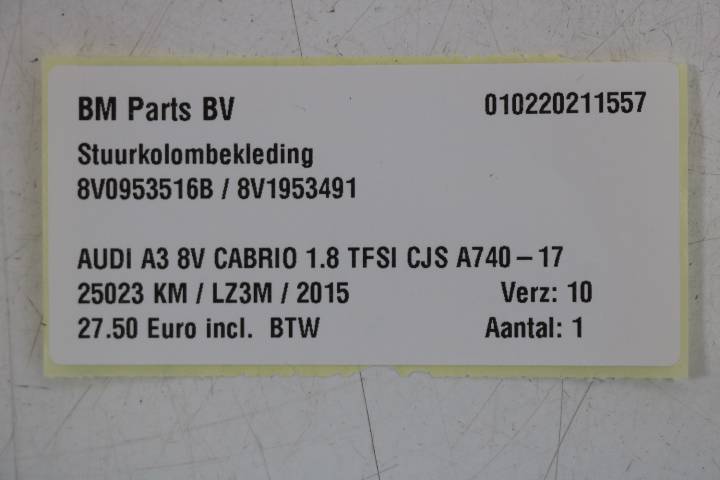 BM Parts BV 010220211557
Stuurkolombekleding
8V0953516B / 8V1953491
AUDI A3 8V CABRIO 1.8 TFSI CJS A740 – 17
25023 KM / LZ3M / 2015 Verz: 10
27.50 Euro incl. BTW Aantal: 1